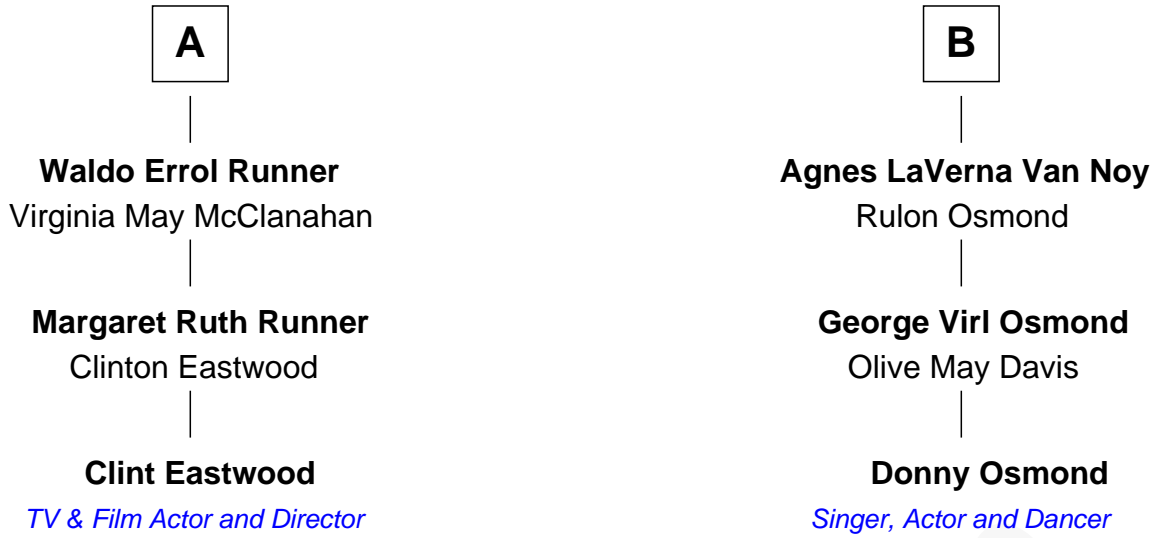 A
Waldo Errol Runner
Virginia May McClanahan
Margaret Ruth Runner
Clinton Eastwood
Clint Eastwood
TV & Film Actor and Director
B
Agnes LaVerna Van Noy
Rulon Osmond
George Virl Osmond
Olive May Davis
Donny Osmond
Singer, Actor and Dancer